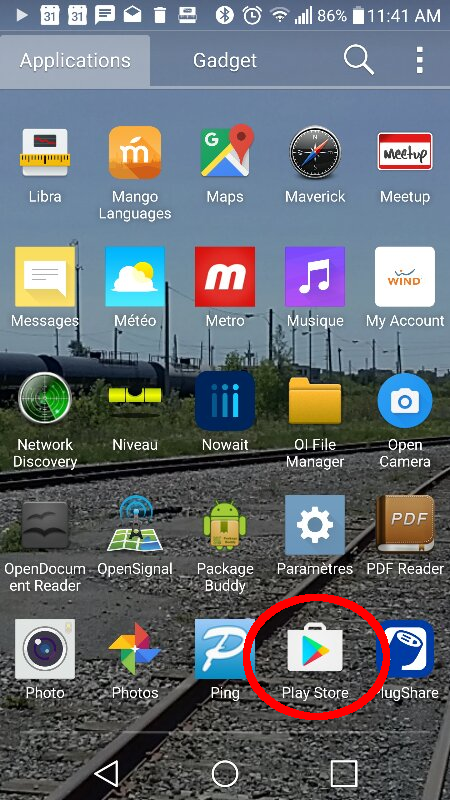 31 31 86% 11:41 AM
Applications Gadget
Libra Mango Languages Maps Maverick Meetup
Messages Météo Metro Musique My Account
Network Discovery Niveau Nowait OI File Manager Open Camera
OpenDocum ent Reader OpenSignal Package Buddy Paramètres PDF Reader
Photo Photos Ping Play Store PlugShare